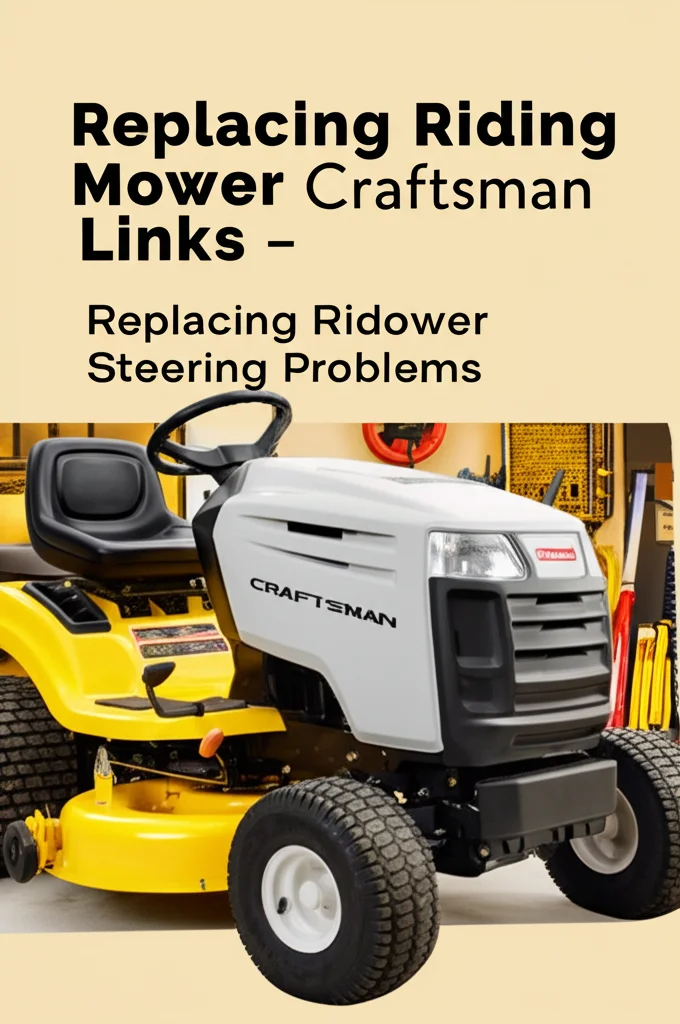 Replacing Riding
Mower Craftsman
Links –
Replacing Ridower
Steering Problems
CRAFTSMAN